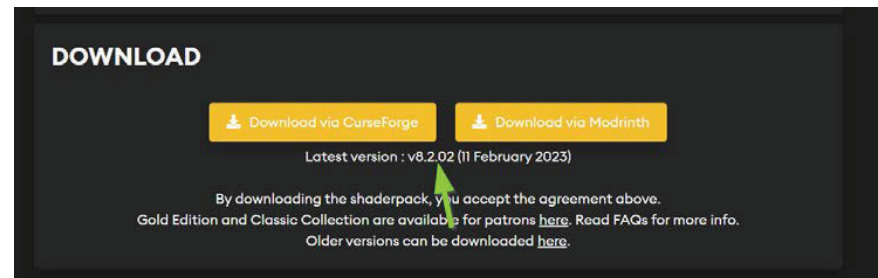 DOWNLOAD
Download via CurseForge
Download via Modrinth
Latest version : v8.2.02 (11 February 2023)
By downloading the shaderpack, you accept the agreement above.
Gold Edition and Classic Collection are available for patrons here. Read FAQs for more info.
Older versions can be downloaded here.